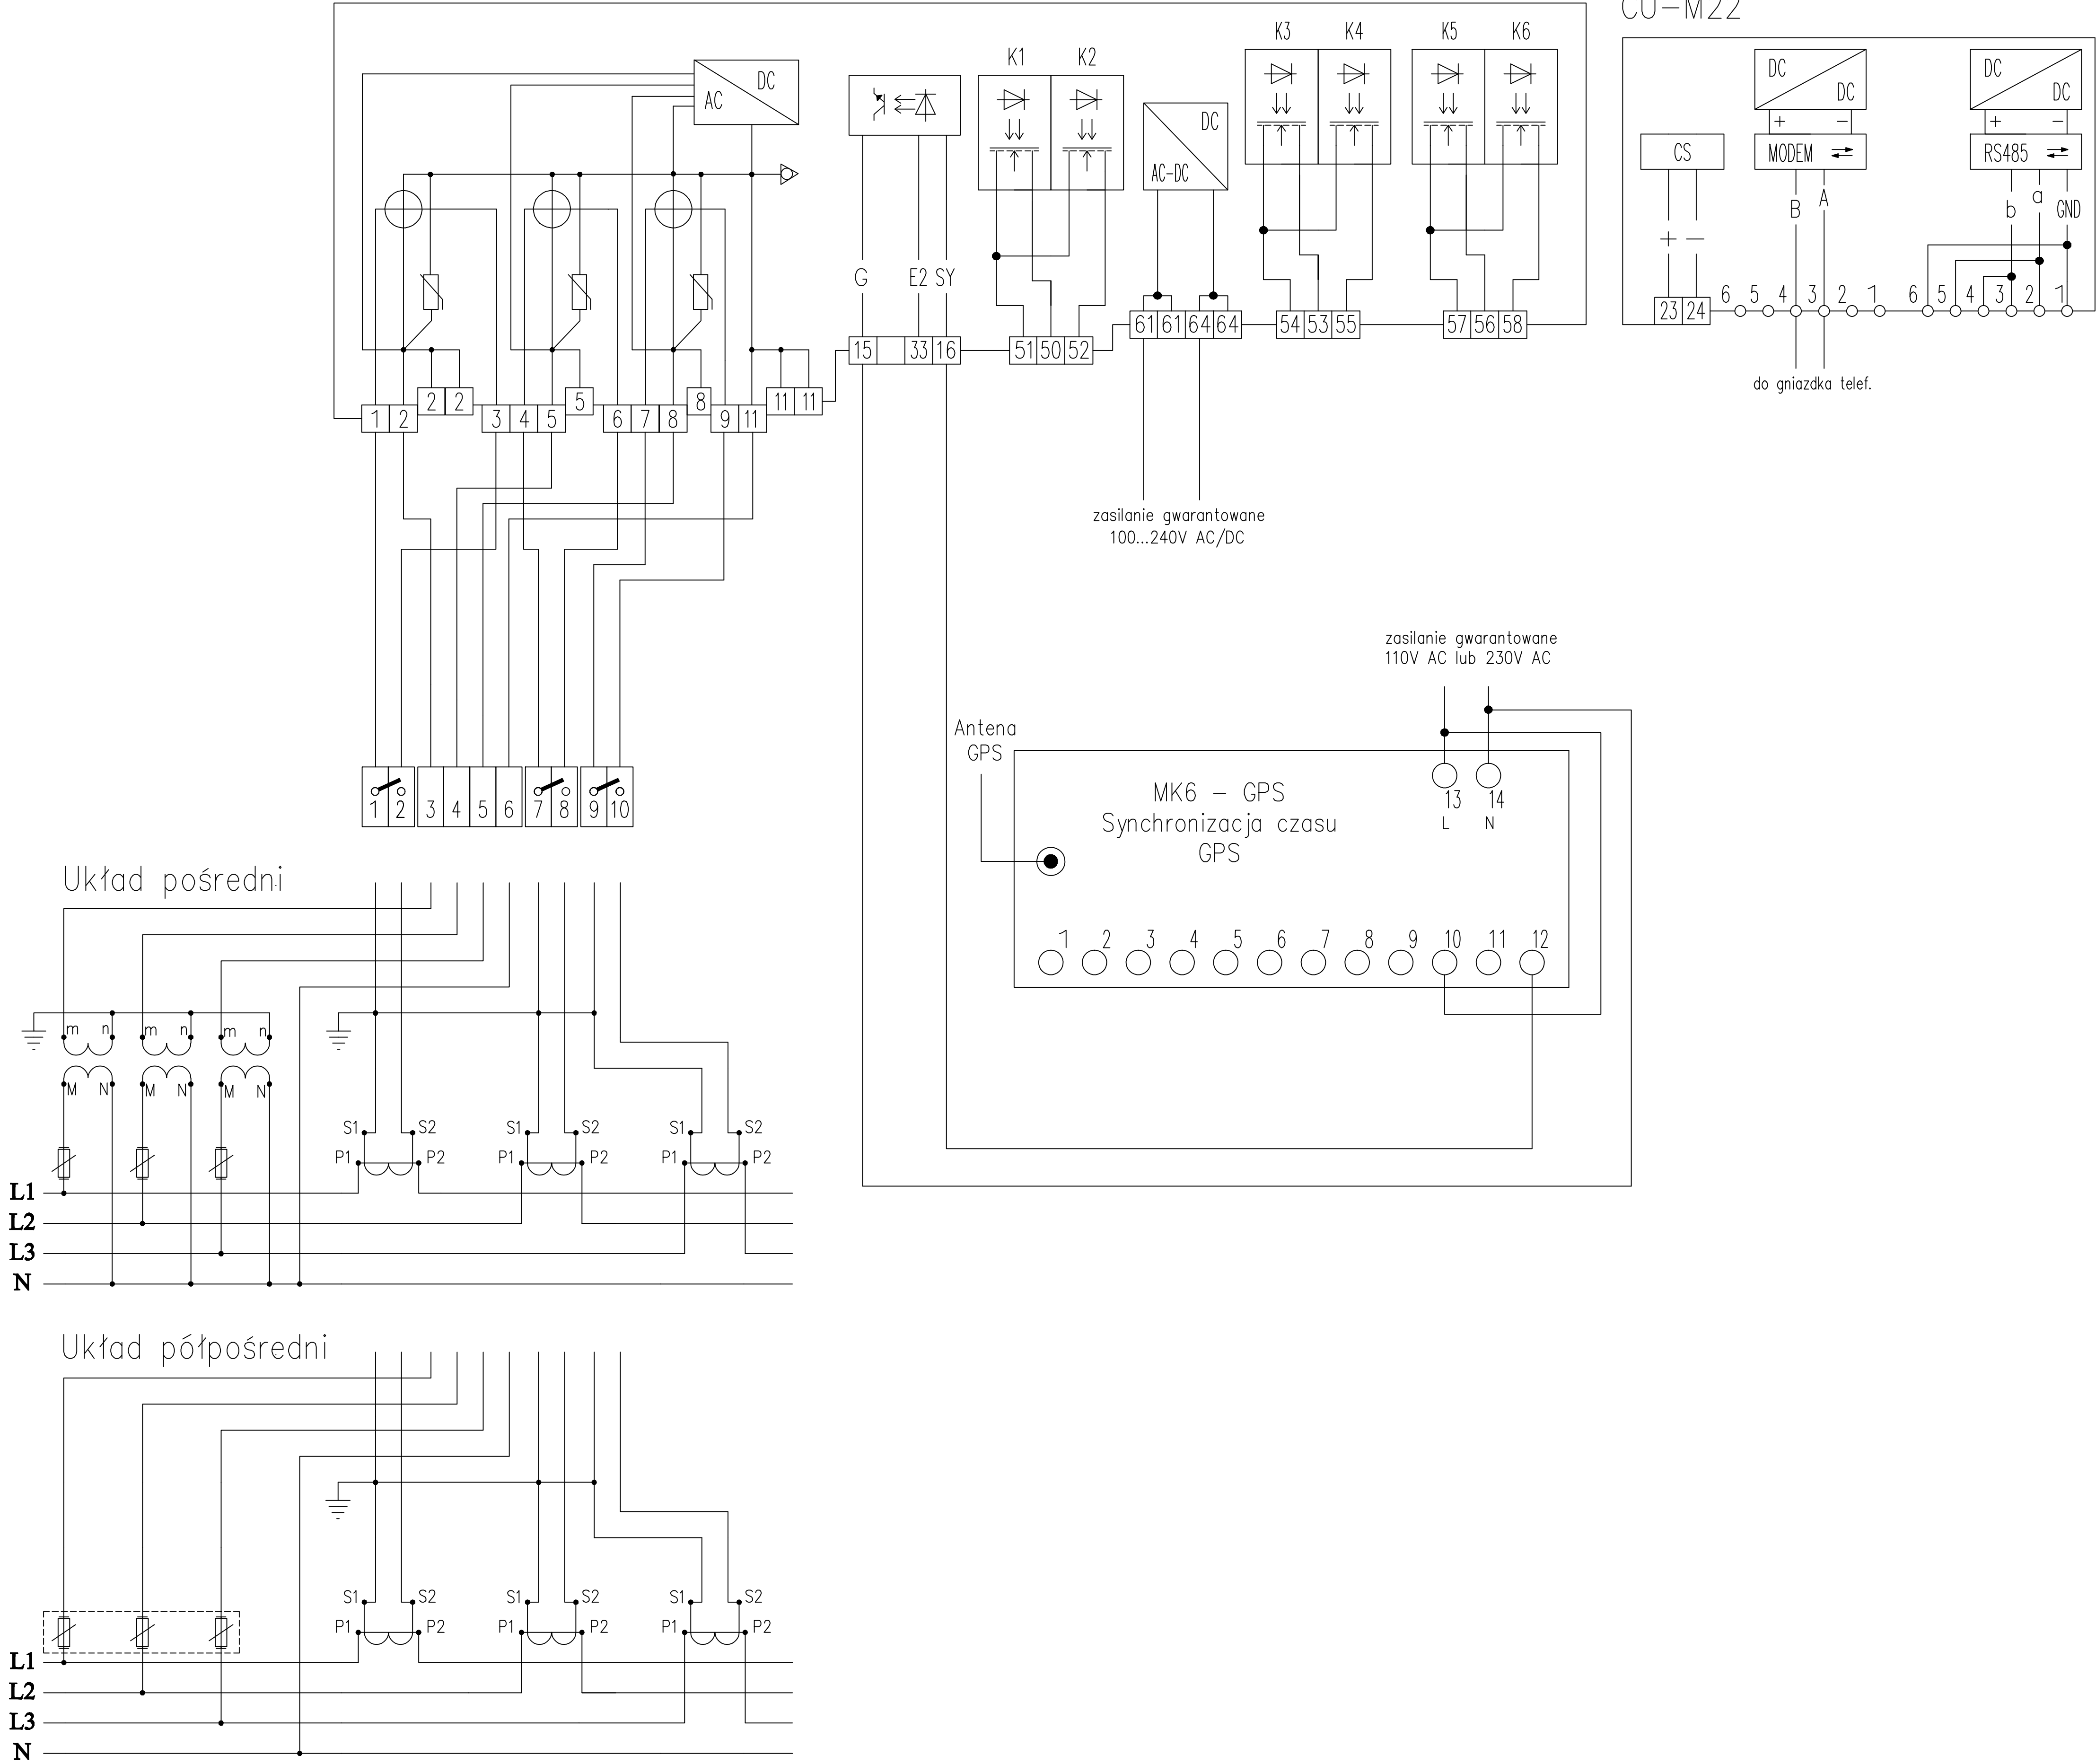 CU-M22
K3 K4 K5 K6
K1 K2
DC
AC
DC
AC-DC
DC
DC
DC
DC
+ -
+ -
CS
MODEM
RS485
B A
b a GND
+ -
G E2 SY
23 24
6 5 4 3 2 1
6 5 4 3 2 1
61 61 64 64
54 53 55
57 56 58
15 33 16
51 50 52
do gniazdka telef.
2 2 5 8 11 11
1 2 3 4 5 6 7 8 9 11
zasilanie gwarantowane
100...240V AC/DC
zasilanie gwarantowane
110V AC lub 230V AC
Antena
GPS
MK6 - GPS
Synchronizacja czasu
GPS
13 14
L N
1 2 3 4 5 6 7 8 9 10 11 12
1 2 3 4 5 6 7 8 9 10
Układ pośredni
m n m n m n
M N M N M N
S1 S2 S1 S2 S1 S2
P1 P2 P1 P2 P1 P2
L1
L2
L3
N
Układ półpośredni
S1 S2 S1 S2 S1 S2
P1 P2 P1 P2 P1 P2
L1
L2
L3
N